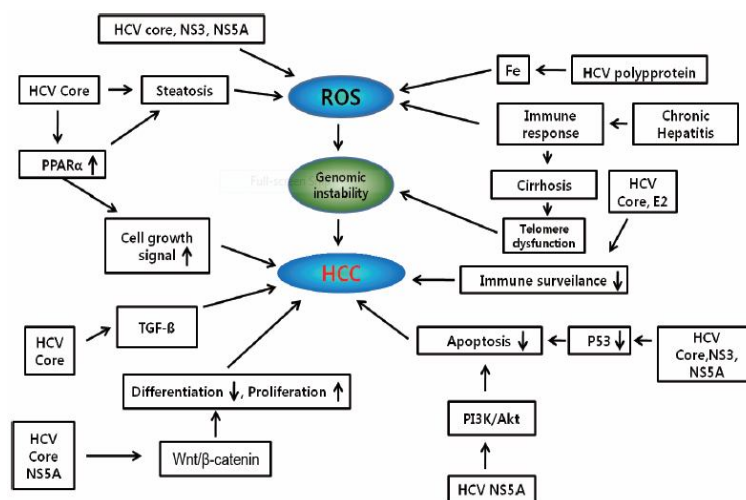 HCV core, NS3, NS5A
ROS
Fe
HCV polypprotein
HCV Core
Steatosis
Immune
response
Chronic
Hepatitis
PPARα
Genomic
instability
Cirrhosis
HCV
Core, E2
Cell growth
signal
Telomere
dysfunction
HCC
Immune surveilance
HCV
Core
TGF-ß
Apoptosis
P53
HCV
Core,NS3,
NS5A
Differentiation , Proliferation
PI3K/Akt
HCV
Core
NS5A
Wnt/β-catenin
HCV NS5A